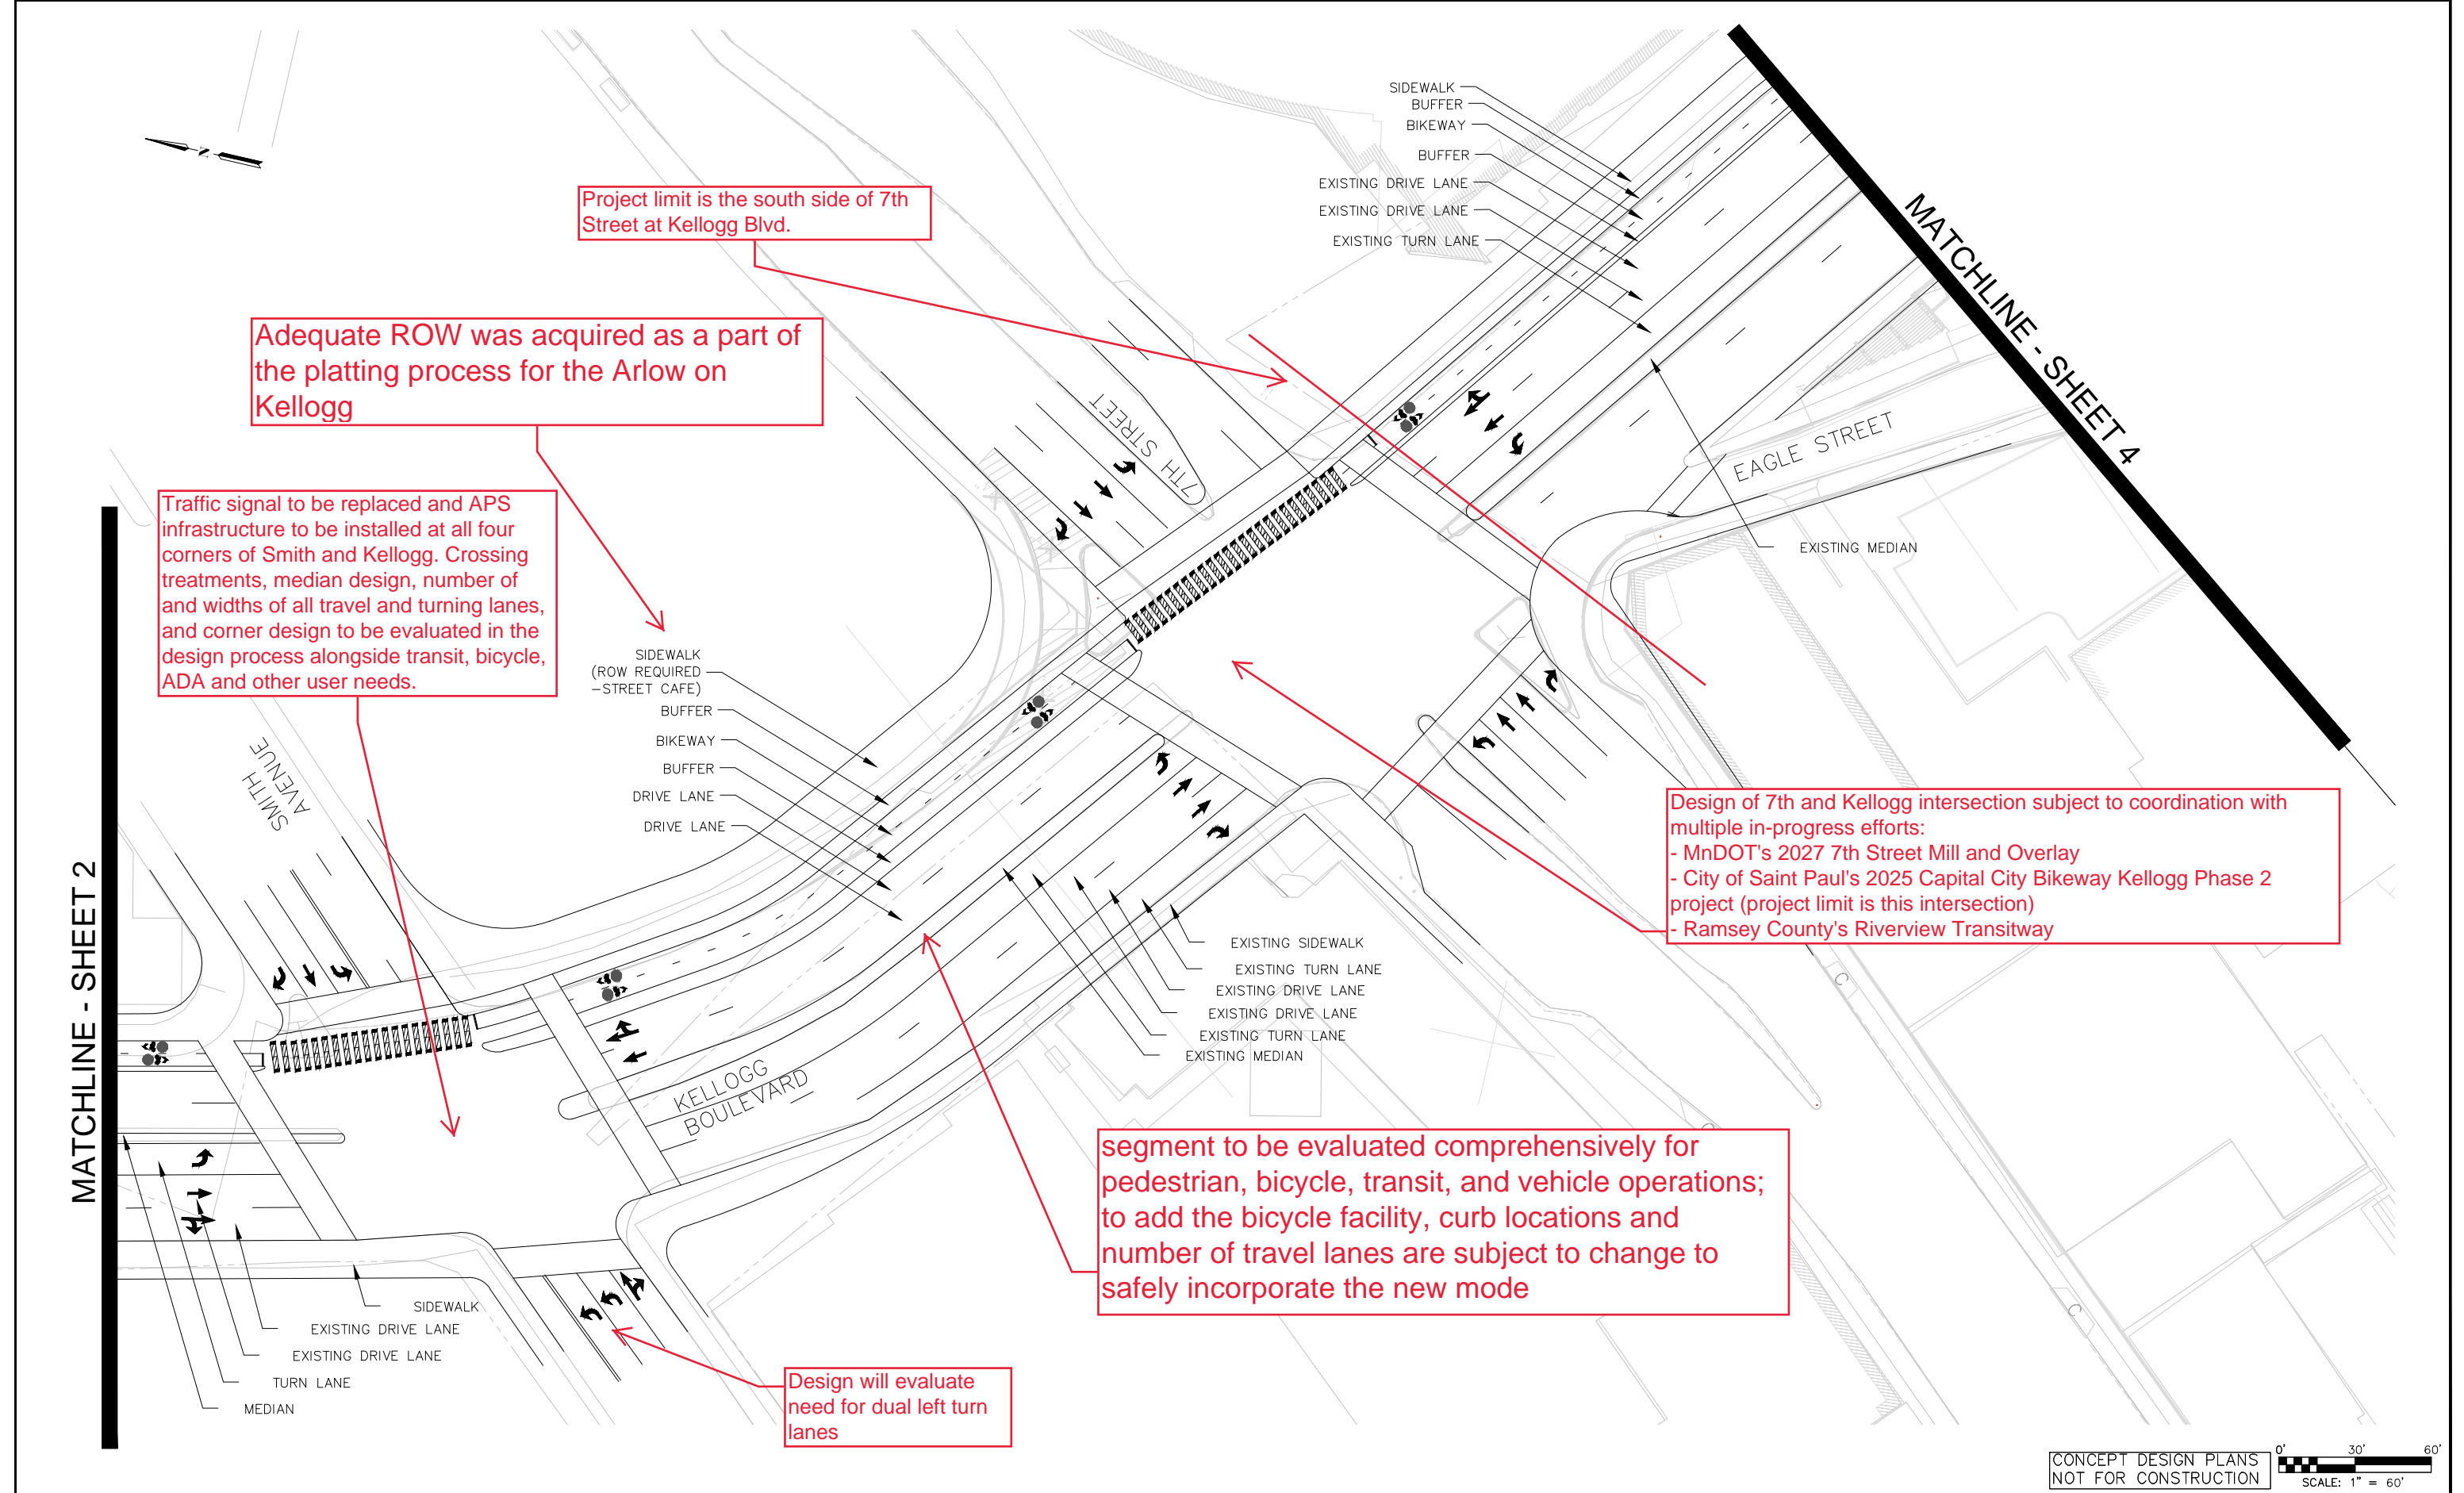 SIDEWALK
BUFFER
BIKEWAY
BUFFER
EXISTING DRIVE LANE
EXISTING DRIVE LANE
EXISTING TURN LANE
N
Project limit is the south side of 7th
Street at Kellogg Blvd.
MATCHLINE - SHEET 4
Adequate ROW was acquired as a part of
the platting process for the Arlow on
Kellogg
7TH STREET
EAGLE STREET
Traffic signal to be replaced and APS
infrastructure to be installed at all four
corners of Smith and Kellogg. Crossing
treatments, median design, number of
and widths of all travel and turning lanes,
and corner design to be evaluated in the
design process alongside transit, bicycle,
ADA and other user needs.
EXISTING MEDIAN
SIDEWALK
(ROW REQUIRED
-STREET CAFE)
BUFFER
BIKEWAY
BUFFER
DRIVE LANE
DRIVE LANE
SMITH
AVENUE
Design of 7th and Kellogg intersection subject to coordination with
multiple in-progress efforts:
- MnDOT's 2027 7th Street Mill and Overlay
- City of Saint Paul's 2025 Capital City Bikeway Kellogg Phase 2
project (project limit is this intersection)
- Ramsey County's Riverview Transitway
MATCHLINE - SHEET 2
EXISTING SIDEWALK
EXISTING TURN LANE
EXISTING DRIVE LANE
EXISTING DRIVE LANE
EXISTING TURN LANE
EXISTING MEDIAN
C
KELLOGG
BOULEVARD
segment to be evaluated comprehensively for
pedestrian, bicycle, transit, and vehicle operations;
to add the bicycle facility, curb locations and
number of travel lanes are subject to change to
safely incorporate the new mode
C
C
SIDEWALK
EXISTING DRIVE LANE
EXISTING DRIVE LANE
TURN LANE
MEDIAN
Design will evaluate
need for dual left turn
lanes
CONCEPT DESIGN PLANS
NOT FOR CONSTRUCTION
0' 30' 60'
SCALE: 1" = 60'